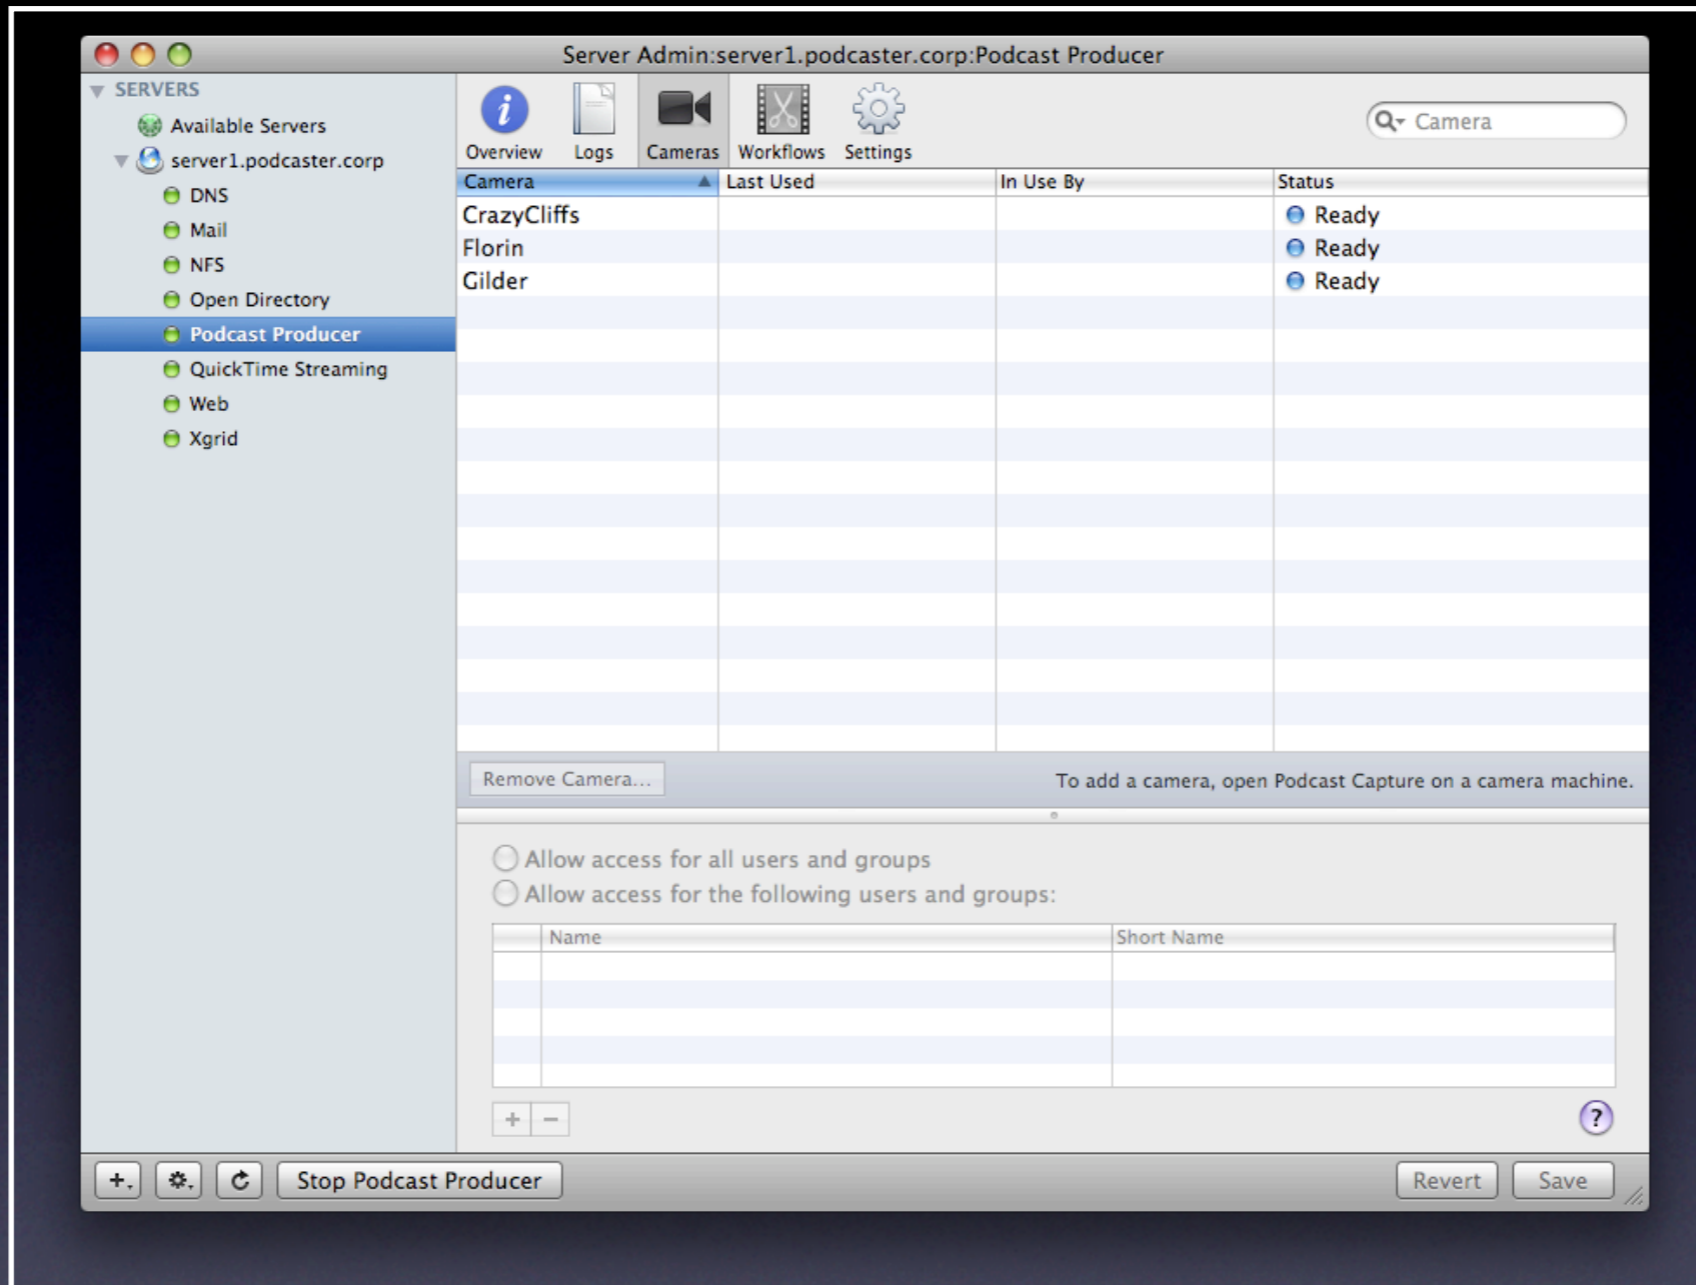 Server Admin:server1.podcaster.corp:Podcast Producer
SERVERS
Available Servers
server1.podcaster.corp
DNS
Mail
NFS
Open Directory
Podcast Producer
QuickTime Streaming
Web
Xgrid
Overview Logs Cameras Workflows Settings
Camera
Camera Last Used In Use By Status
CrazyCliffs Ready
Florin Ready
Gilder Ready
Remove Camera... To add a camera, open Podcast Capture on a camera machine.
Allow access for all users and groups
Allow access for the following users and groups:
Name Short Name
+ − ?
Stop Podcast Producer Revert Save